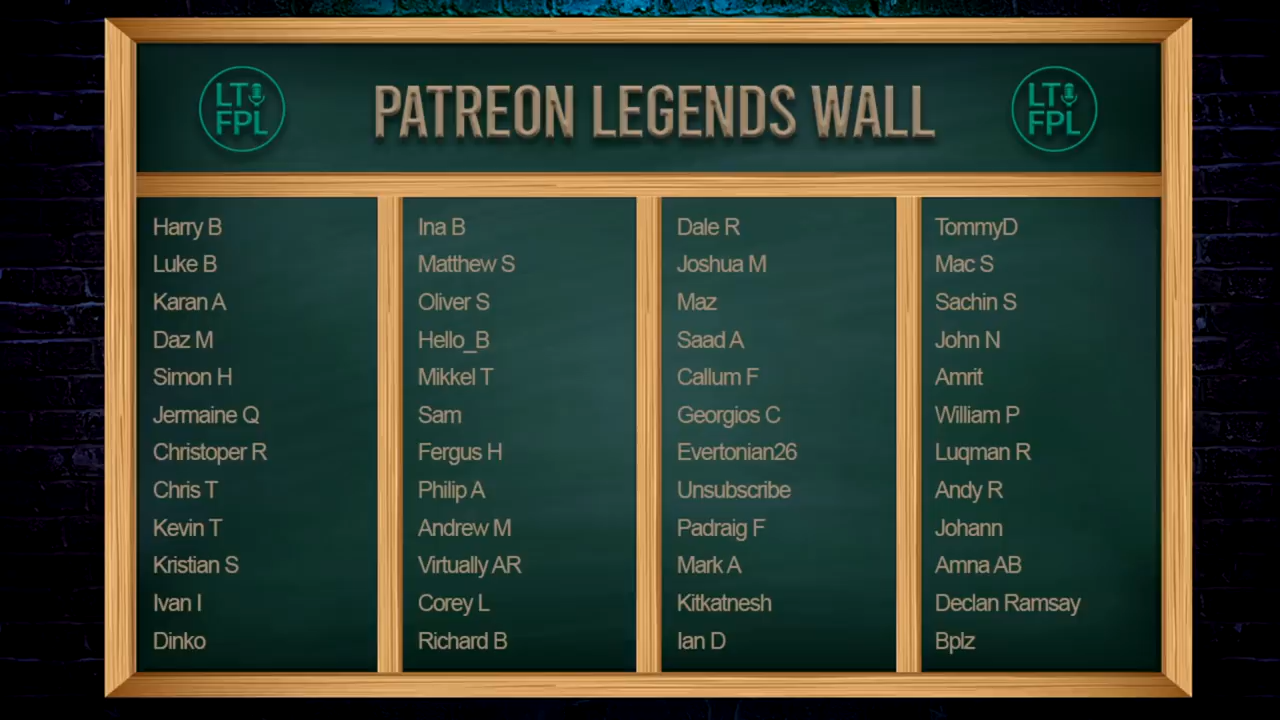 LT
FPL
PATREON LEGENDS WALL
LT
FPL
Harry B
Luke B
Karan A
Daz M
Simon H
Jermaine Q
Christoper R
Chris T
Kevin T
Kristian S
Ivan I
Dinko
Ina B
Matthew S
Oliver S
Hello_B
Mikkel T
Sam
Fergus H
Philip A
Andrew M
Virtually AR
Corey L
Richard B
Dale R
Joshua M
Maz
Saad A
Callum F
Georgios C
Evertonian26
Unsubscribe
Padraig F
Mark A
Kitkatnesh
Ian D
TommyD
Mac S
Sachin S
John N
Amrit
William P
Luqman R
Andy R
Johann
Amna AB
Declan Ramsay
Bplz